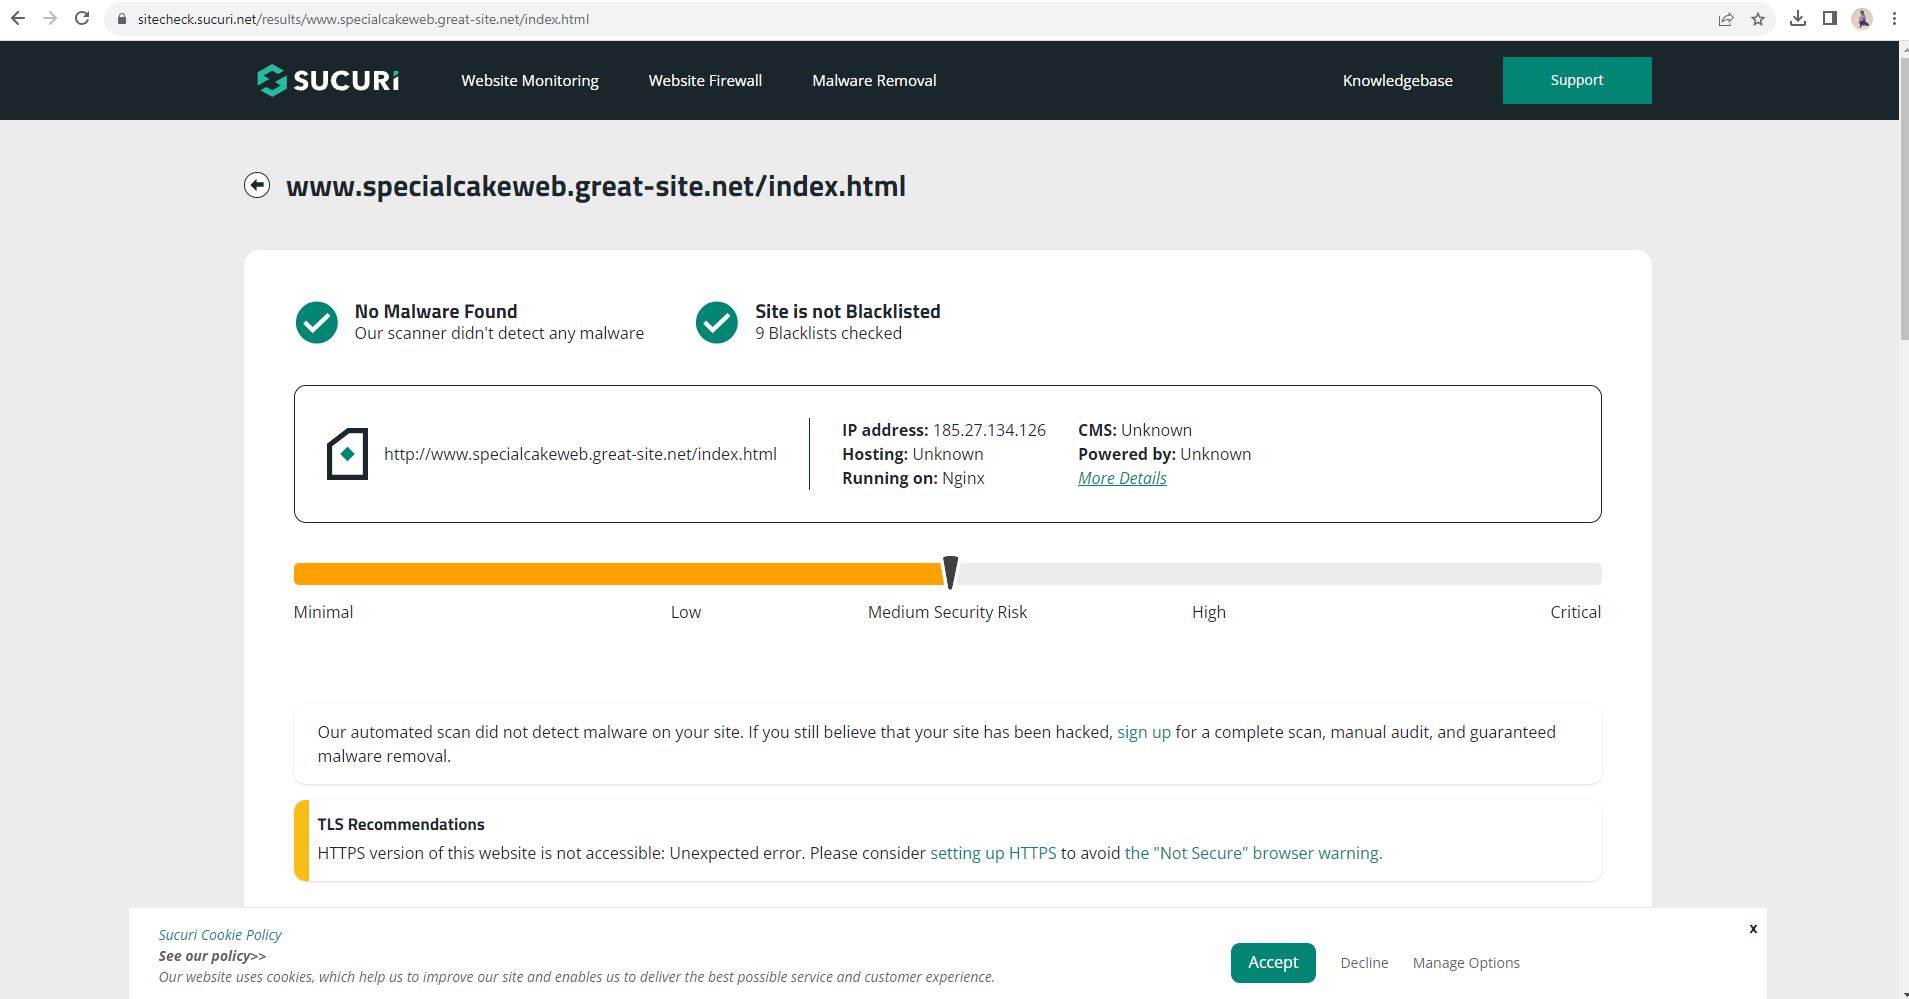 sitecheck.sucuri.net/results/www.specialcakeweb.great-site.net/index.html
SUCURi Website Monitoring Website Firewall Malware Removal Knowledgebase Support
www.specialcakeweb.great-site.net/index.html
No Malware Found
Our scanner didn't detect any malware
Site is not Blacklisted
9 Blacklists checked
http://www.specialcakeweb.great-site.net/index.html
IP address: 185.27.134.126
Hosting: Unknown
Running on: Nginx
CMS: Unknown
Powered by: Unknown
More Details
Minimal Low Medium Security Risk High Critical
Our automated scan did not detect malware on your site. If you still believe that your site has been hacked, sign up for a complete scan, manual audit, and guaranteed
malware removal.
TLS Recommendations
HTTPS version of this website is not accessible: Unexpected error. Please consider setting up HTTPS to avoid the "Not Secure" browser warning.
x
Sucuri Cookie Policy
See our policy>>
Our website uses cookies, which help us to improve our site and enables us to deliver the best possible service and customer experience.
Accept Decline Manage Options